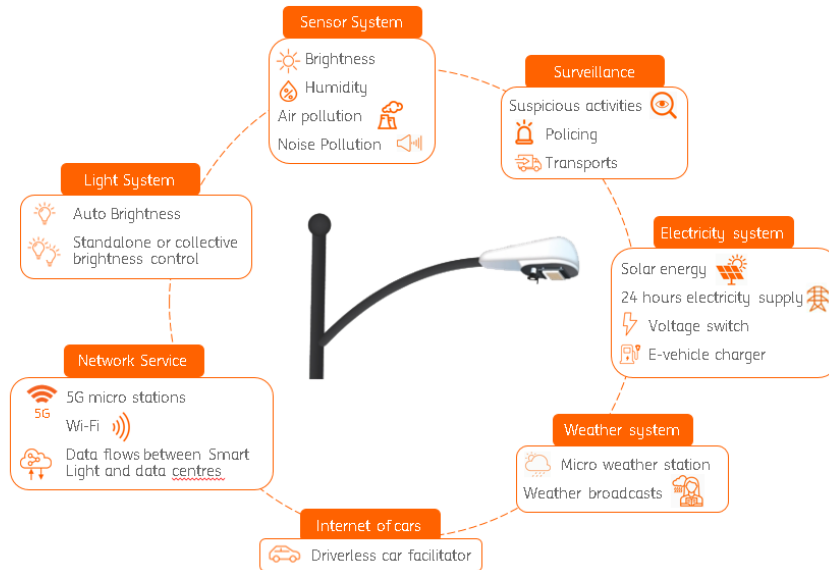 Sensor System
Brightness
Humidity
Air pollution
Noise Pollution
Surveillance
Suspicious activities
Policing
Transports
Light System
Auto Brightness
Standalone or collective
brightness control
Electricity system
Solar energy
24 hours electricity supply
Voltage switch
E-vehicle charger
Network Service
5G
5G micro stations
Wi-Fi
Data flows between Smart
Light and data centres
Weather system
Micro weather station
Weather broadcasts
Internet of cars
Driverless car facilitator